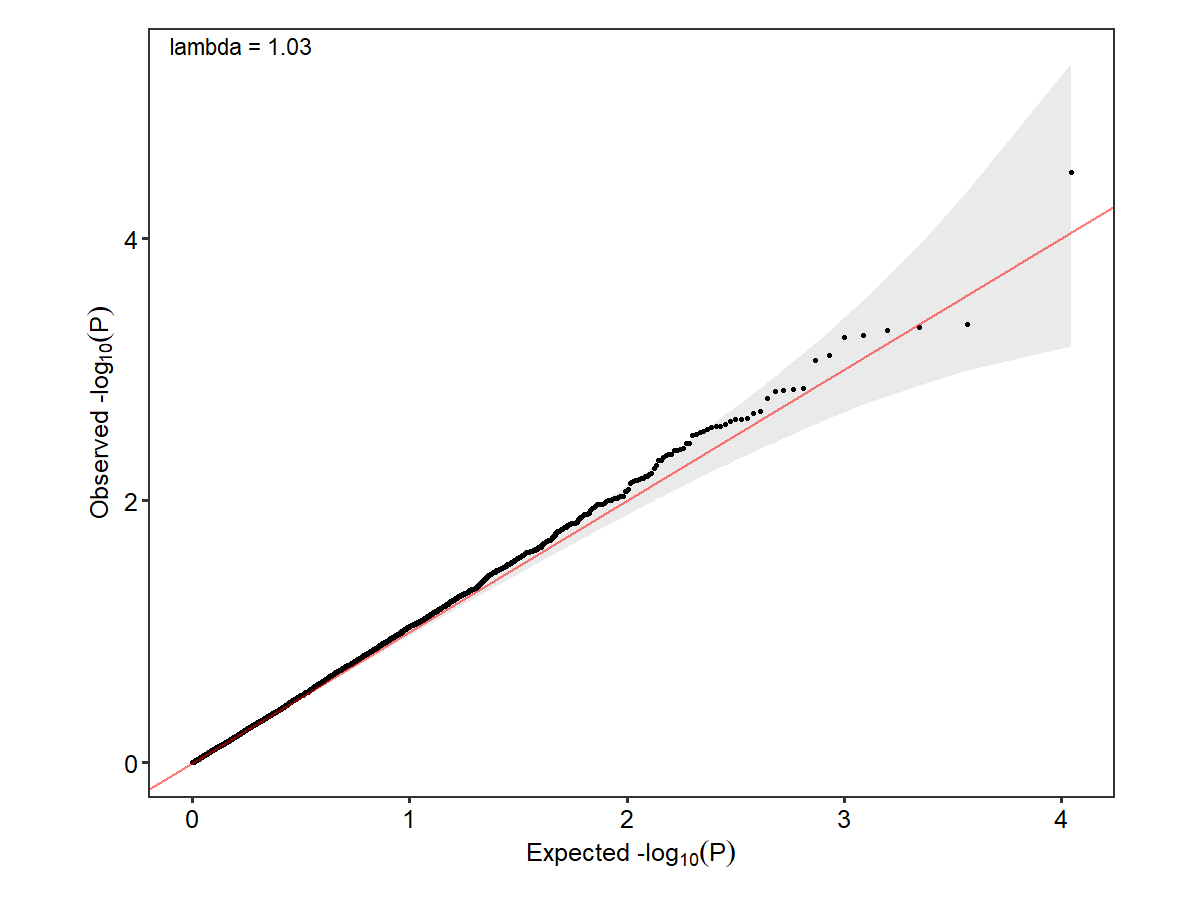 lambda = 1.03
Observed -log10(P)
4
2
0
0 1 2 3 4
Expected -log10(P)